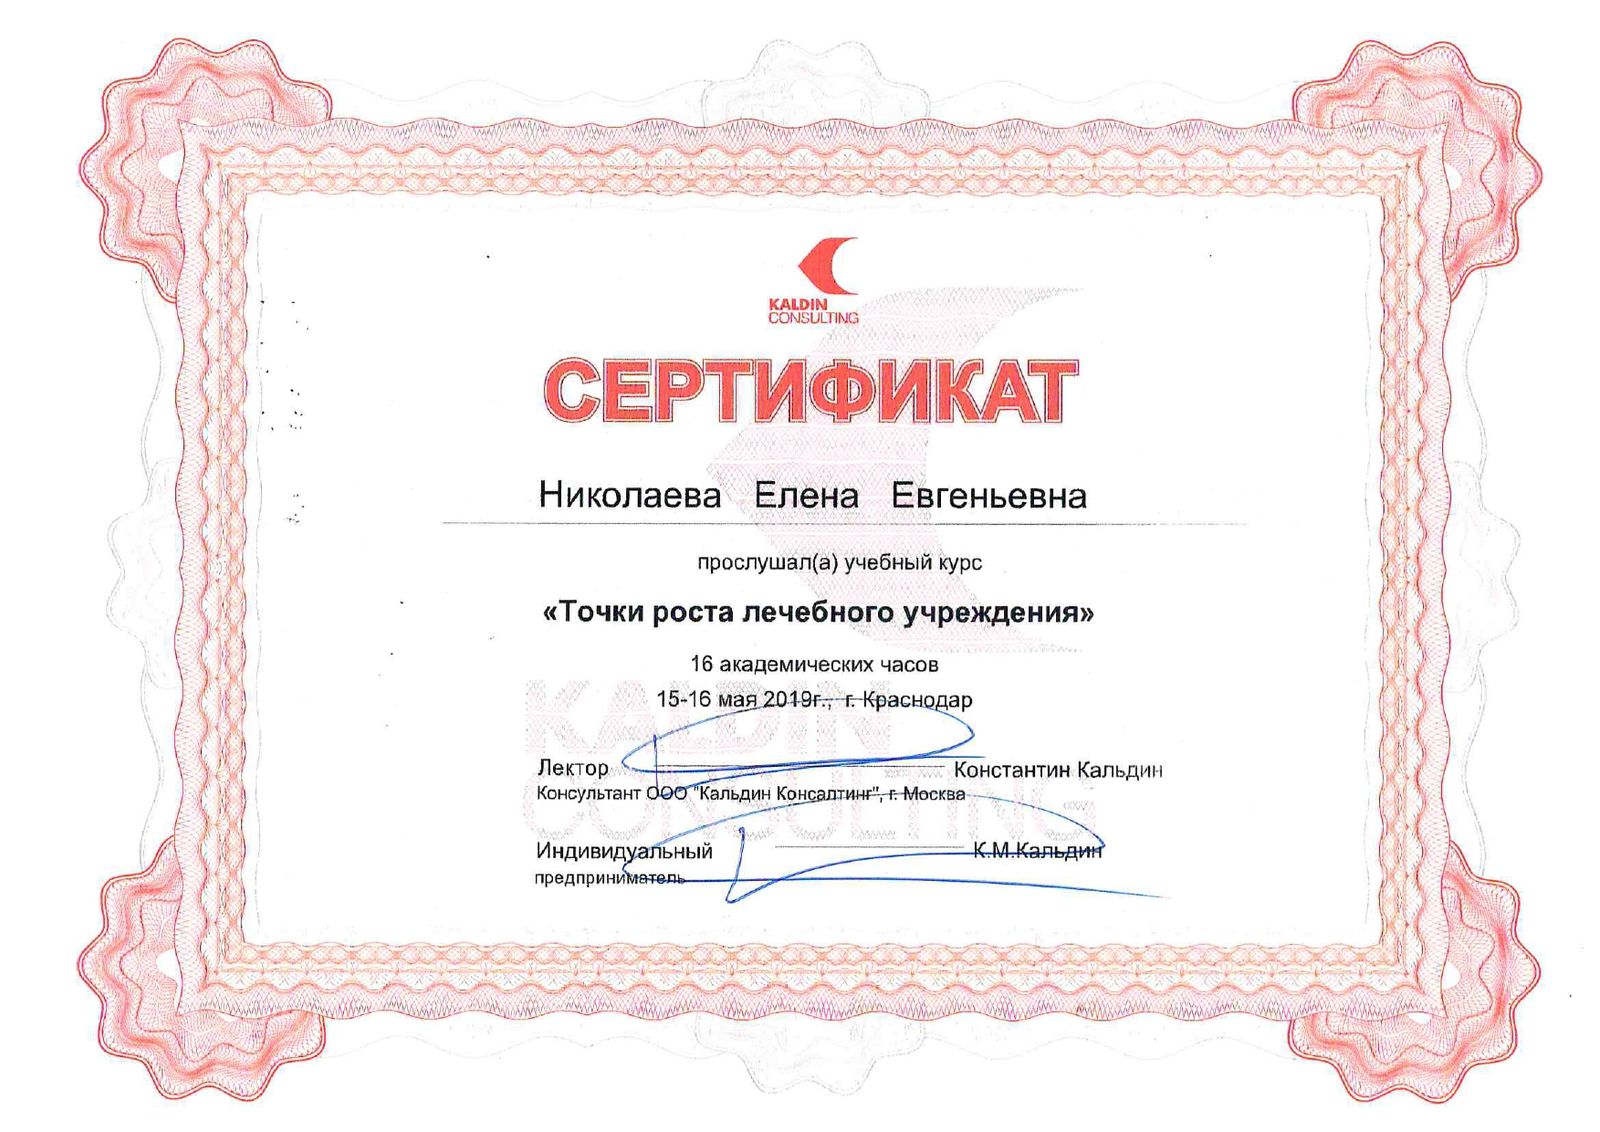 KALDIN
CONSULTING
СЕРТИФИКАТ
Николаева Елена Евгеньевна
прослушал(а) учебный курс
«Точки роста лечебного учреждения»
16 академических часов
15-16 мая 2019г., г. Краснодар
KALDIN
CONSULTING
Лектор Константин Кальдин
Консультант ООО "Кальдин Консалтинг", г. Москва
Индивидуальный К.М.Кальдин
предприниматель